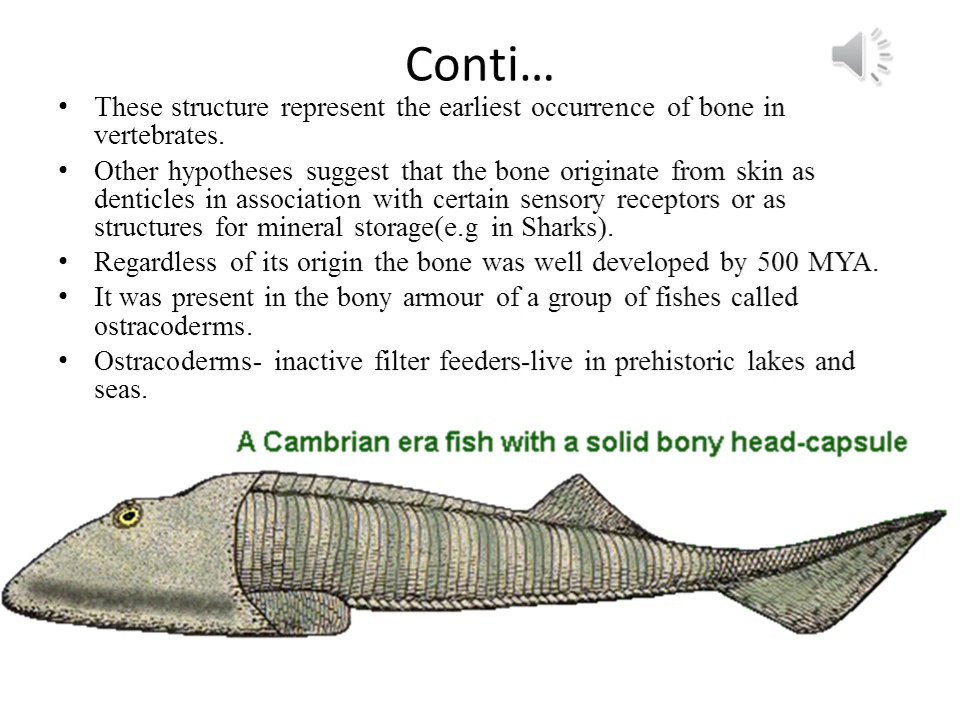 Conti…
• These structure represent the earliest occurrence of bone in
vertebrates.
• Other hypotheses suggest that the bone originate from skin as
denticles in association with certain sensory receptors or as
structures for mineral storage(e.g in Sharks).
• Regardless of its origin the bone was well developed by 500 MYA.
• It was present in the bony armour of a group of fishes called
ostracoderms.
• Ostracoderms- inactive filter feeders-live in prehistoric lakes and
seas.
A Cambrian era fish with a solid bony head-capsule